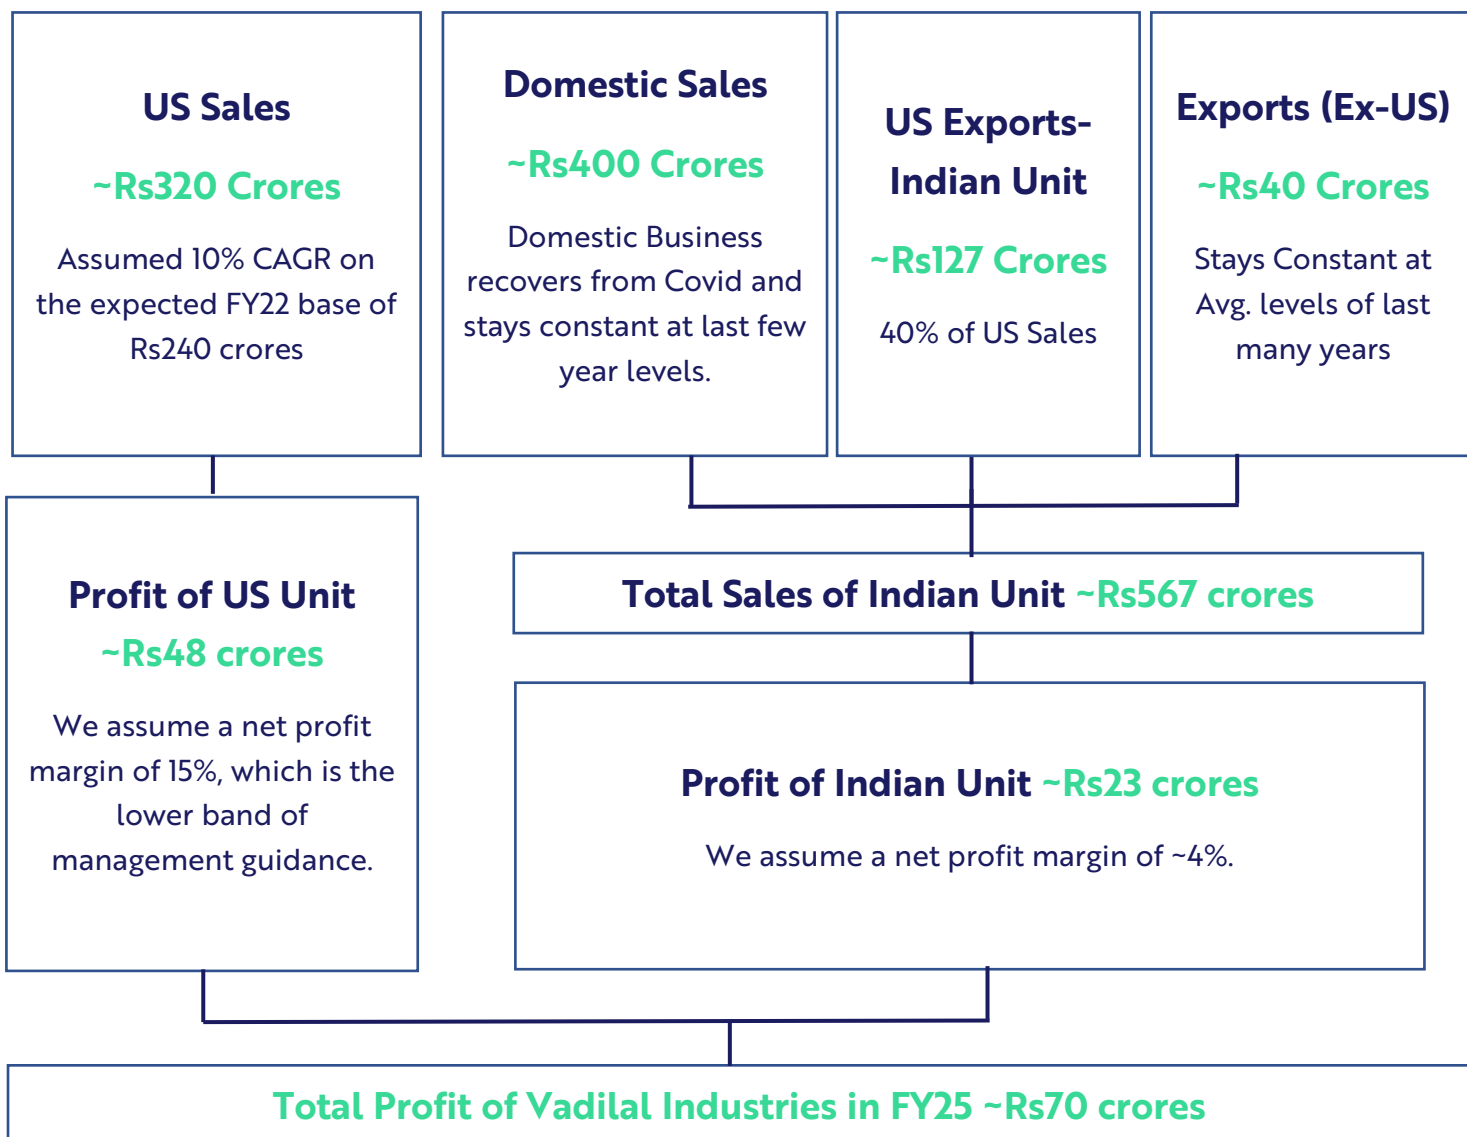 US Sales
~Rs320 Crores
Assumed 10% CAGR on
the expected FY22 base of
Rs240 crores
Domestic Sales
~Rs400 Crores
Domestic Business
recovers from Covid and
stays constant at last few
year levels.
US Exports-
Indian Unit
~Rs127 Crores
40% of US Sales
Exports (Ex-US)
~Rs40 Crores
Stays Constant at
Avg. levels of last
many years
Profit of US Unit
~Rs48 crores
We assume a net profit
margin of 15%, which is the
lower band of
management guidance.
Total Sales of Indian Unit ~Rs567 crores
Profit of Indian Unit ~Rs23 crores
We assume a net profit margin of ~4%.
Total Profit of Vadilal Industries in FY25 ~Rs70 crores